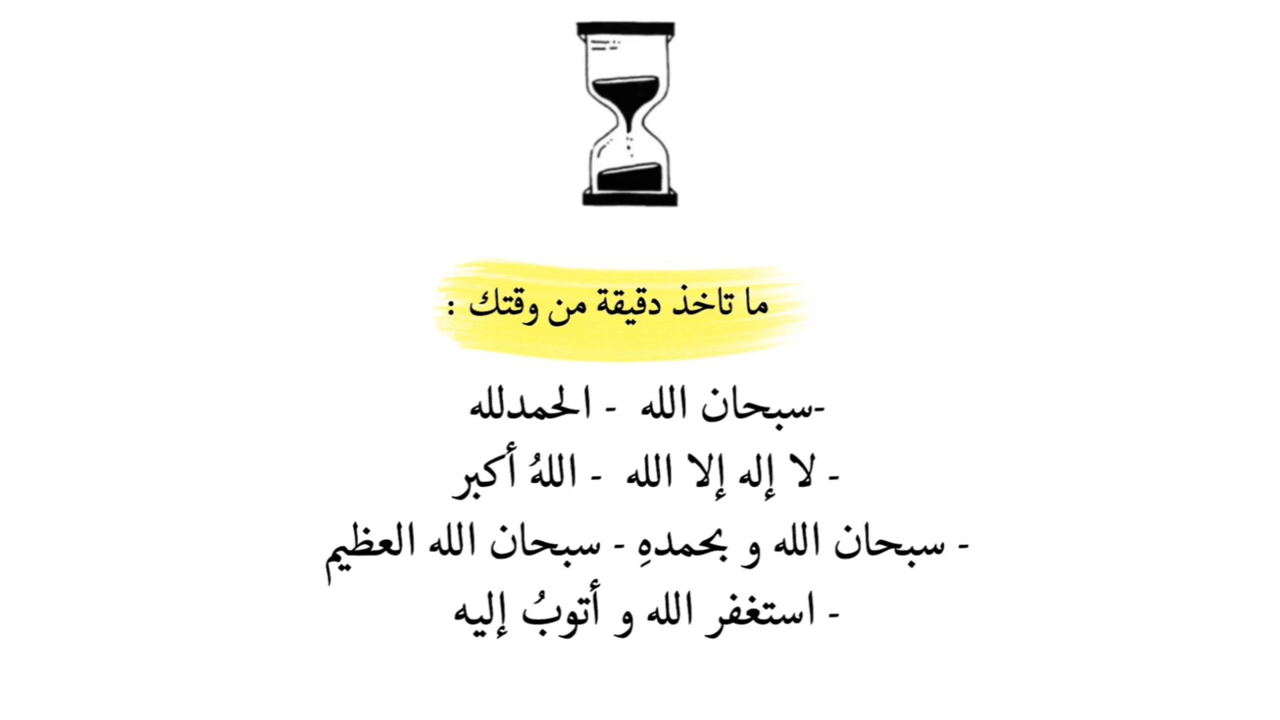 ما تاخذ دقيقة من وقتك :
-سبحان الله - الحمدلله
- لا إله إلا الله - اللهُ أكبر
- سبحان الله و بحمدهِ - سبحان الله العظيم
- استغفر الله و أتوبُ إليه